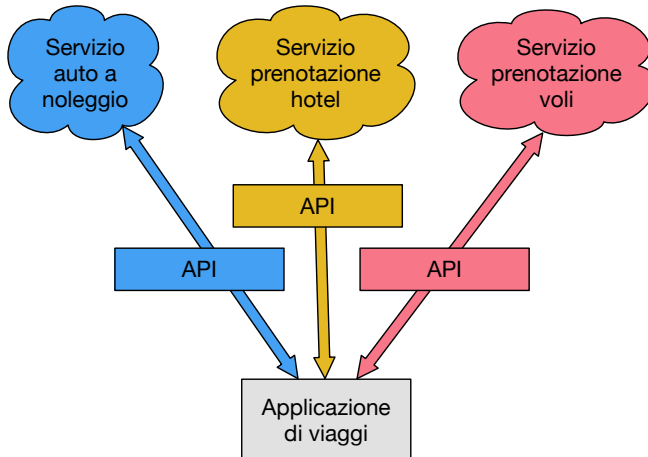 Servizio
auto a
noleggio
Servizio
prenotazione
hotel
Servizio
prenotazione
voli
API
API
API
Applicazione
di viaggi